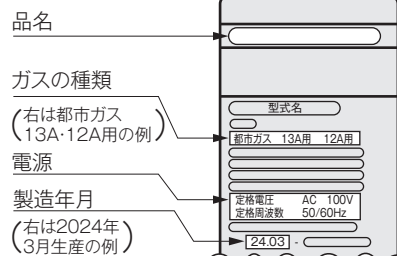 品名
ガスの種類
(右は都市ガス
13A・12A用の例)
電源
製造年月
(右は2024年
3月生産の例)
型式名
都市ガス 13A用 12A用
定格電圧 AC 100V
定格周波数 50/60Hz
24.03 -